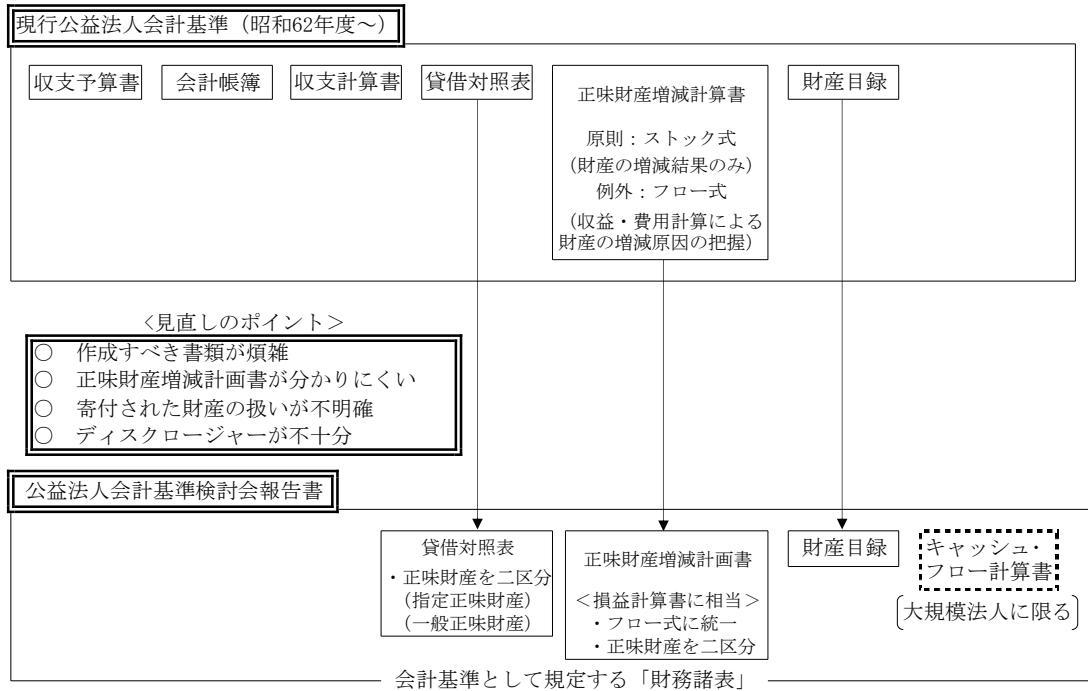 現行公益法人会計基準（昭和62年度～）
収支予算書
会計帳簿
収支計算書
貸借対照表
正味財産増減計算書
原則：ストック式
（財産の増減結果のみ）
例外：フロー式
（収益・費用計算による
財産の増減原因の把握）
財産目録
＜見直しのポイント＞
○ 作成すべき書類が煩雑
○ 正味財産増減計画書が分かりにくい
○ 寄付された財産の扱いが不明確
○ ディスクロージャーが不十分
公益法人会計基準検討会報告書
貸借対照表
・正味財産を二区分
（指定正味財産）
（一般正味財産）
正味財産増減計画書
＜損益計算書に相当＞
・フロー式に統一
・正味財産を二区分
財産目録
キャッシュ・
フロー計算書
〔大規模法人に限る〕
会計基準として規定する「財務諸表」